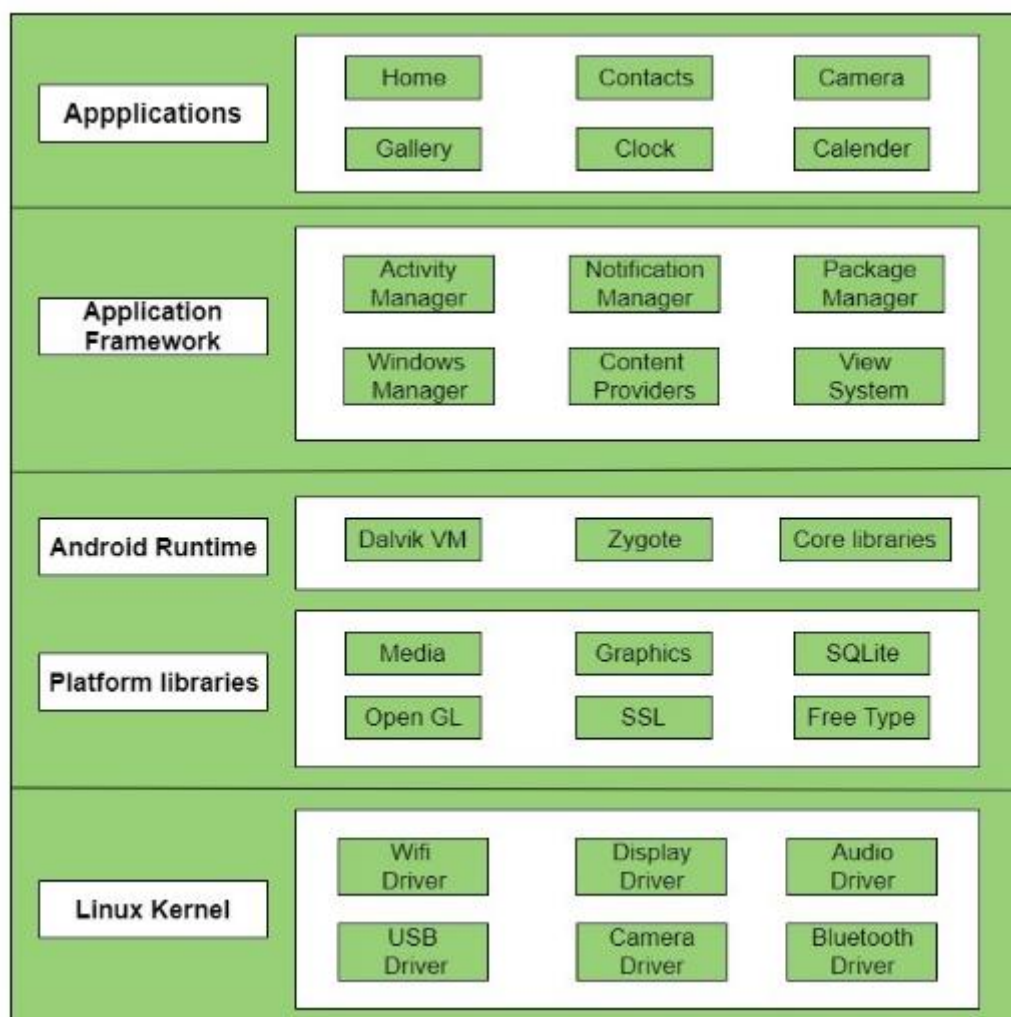 Appplications
Home
Contacts
Camera
Gallery
Clock
Calender
Application
Framework
Activity
Manager
Notification
Manager
Package
Manager
Windows
Manager
Content
Providers
View
System
Android Runtime
Dalvik VM
Zygote
Core libraries
Platform libraries
Media
Graphics
SQLite
Open GL
SSL
Free Type
Linux Kernel
Wifi
Driver
Display
Driver
Audio
Driver
USB
Driver
Camera
Driver
Bluetooth
Driver